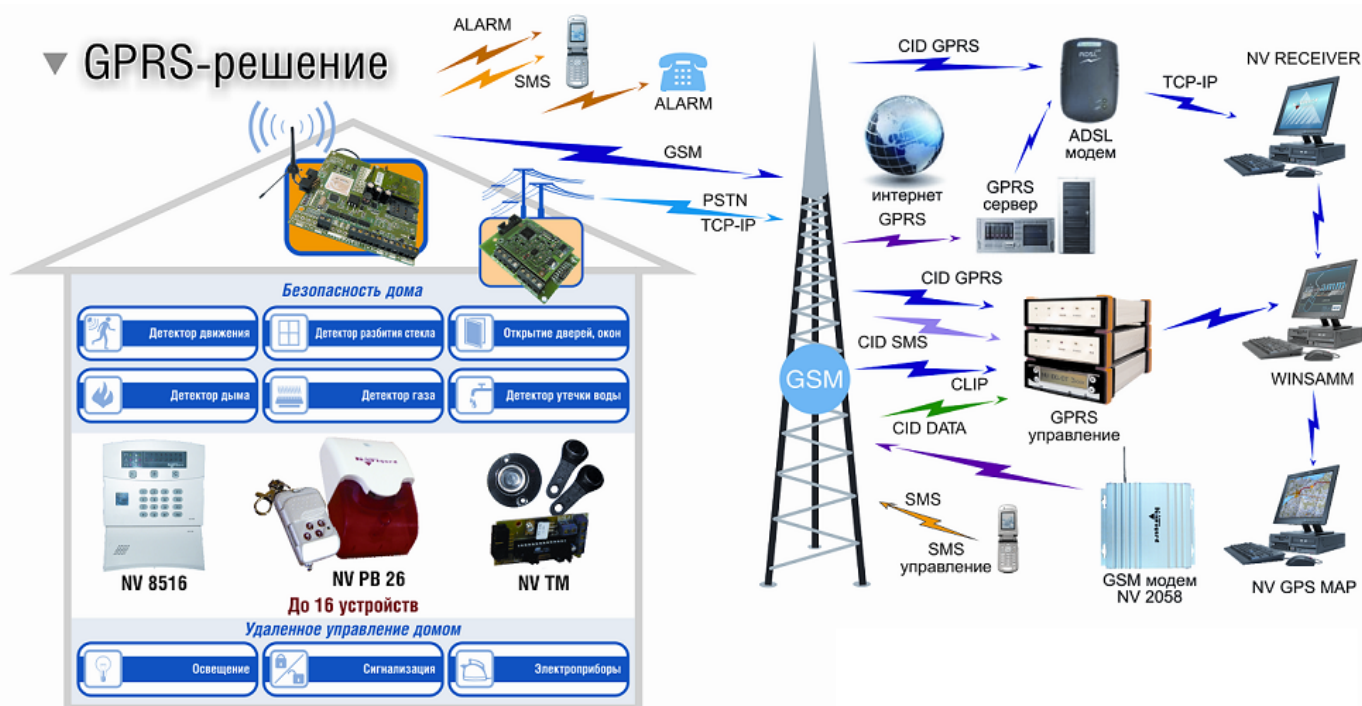 GPRS-решение
ALARM
SMS
ALARM
GSM
PSTN
TCP-IP
Безопасность дома
Детектор движения
Детектор разбития стекла
Открытие дверей, окон
Детектор дыма
Детектор газа
Детектор утечки воды
NV 8516
NV PB 26
NV TM
До 16 устройств
Удаленное управление домом
Освещение
Сигнализация
Электроприборы
CID GPRS
ADSL
модем
TCP-IP
NV RECEIVER
интернет
GPRS
сервер
GPRS
CID GPRS
CID SMS
GSM
CLIP
CID DATA
GPRS
управление
WINSAMM
SMS
SMS
управление
GSM модем
NV 2058
NV GPS MAP